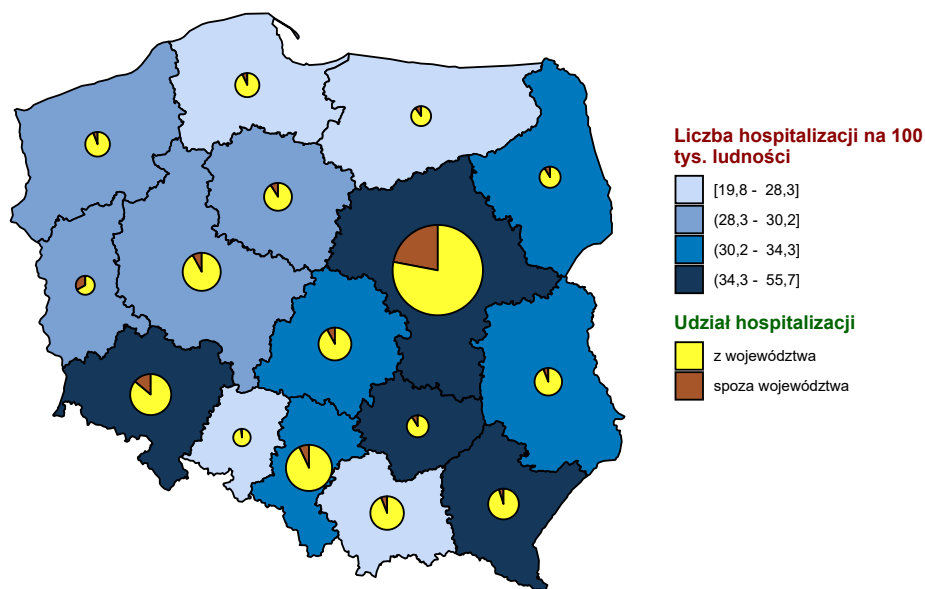 Liczba hospitalizacji na 100
tys. ludności
[19,8 - 28,3]
(28,3 - 30,2]
(30,2 - 34,3]
(34,3 - 55,7]
Udział hospitalizacji
z województwa
spoza województwa